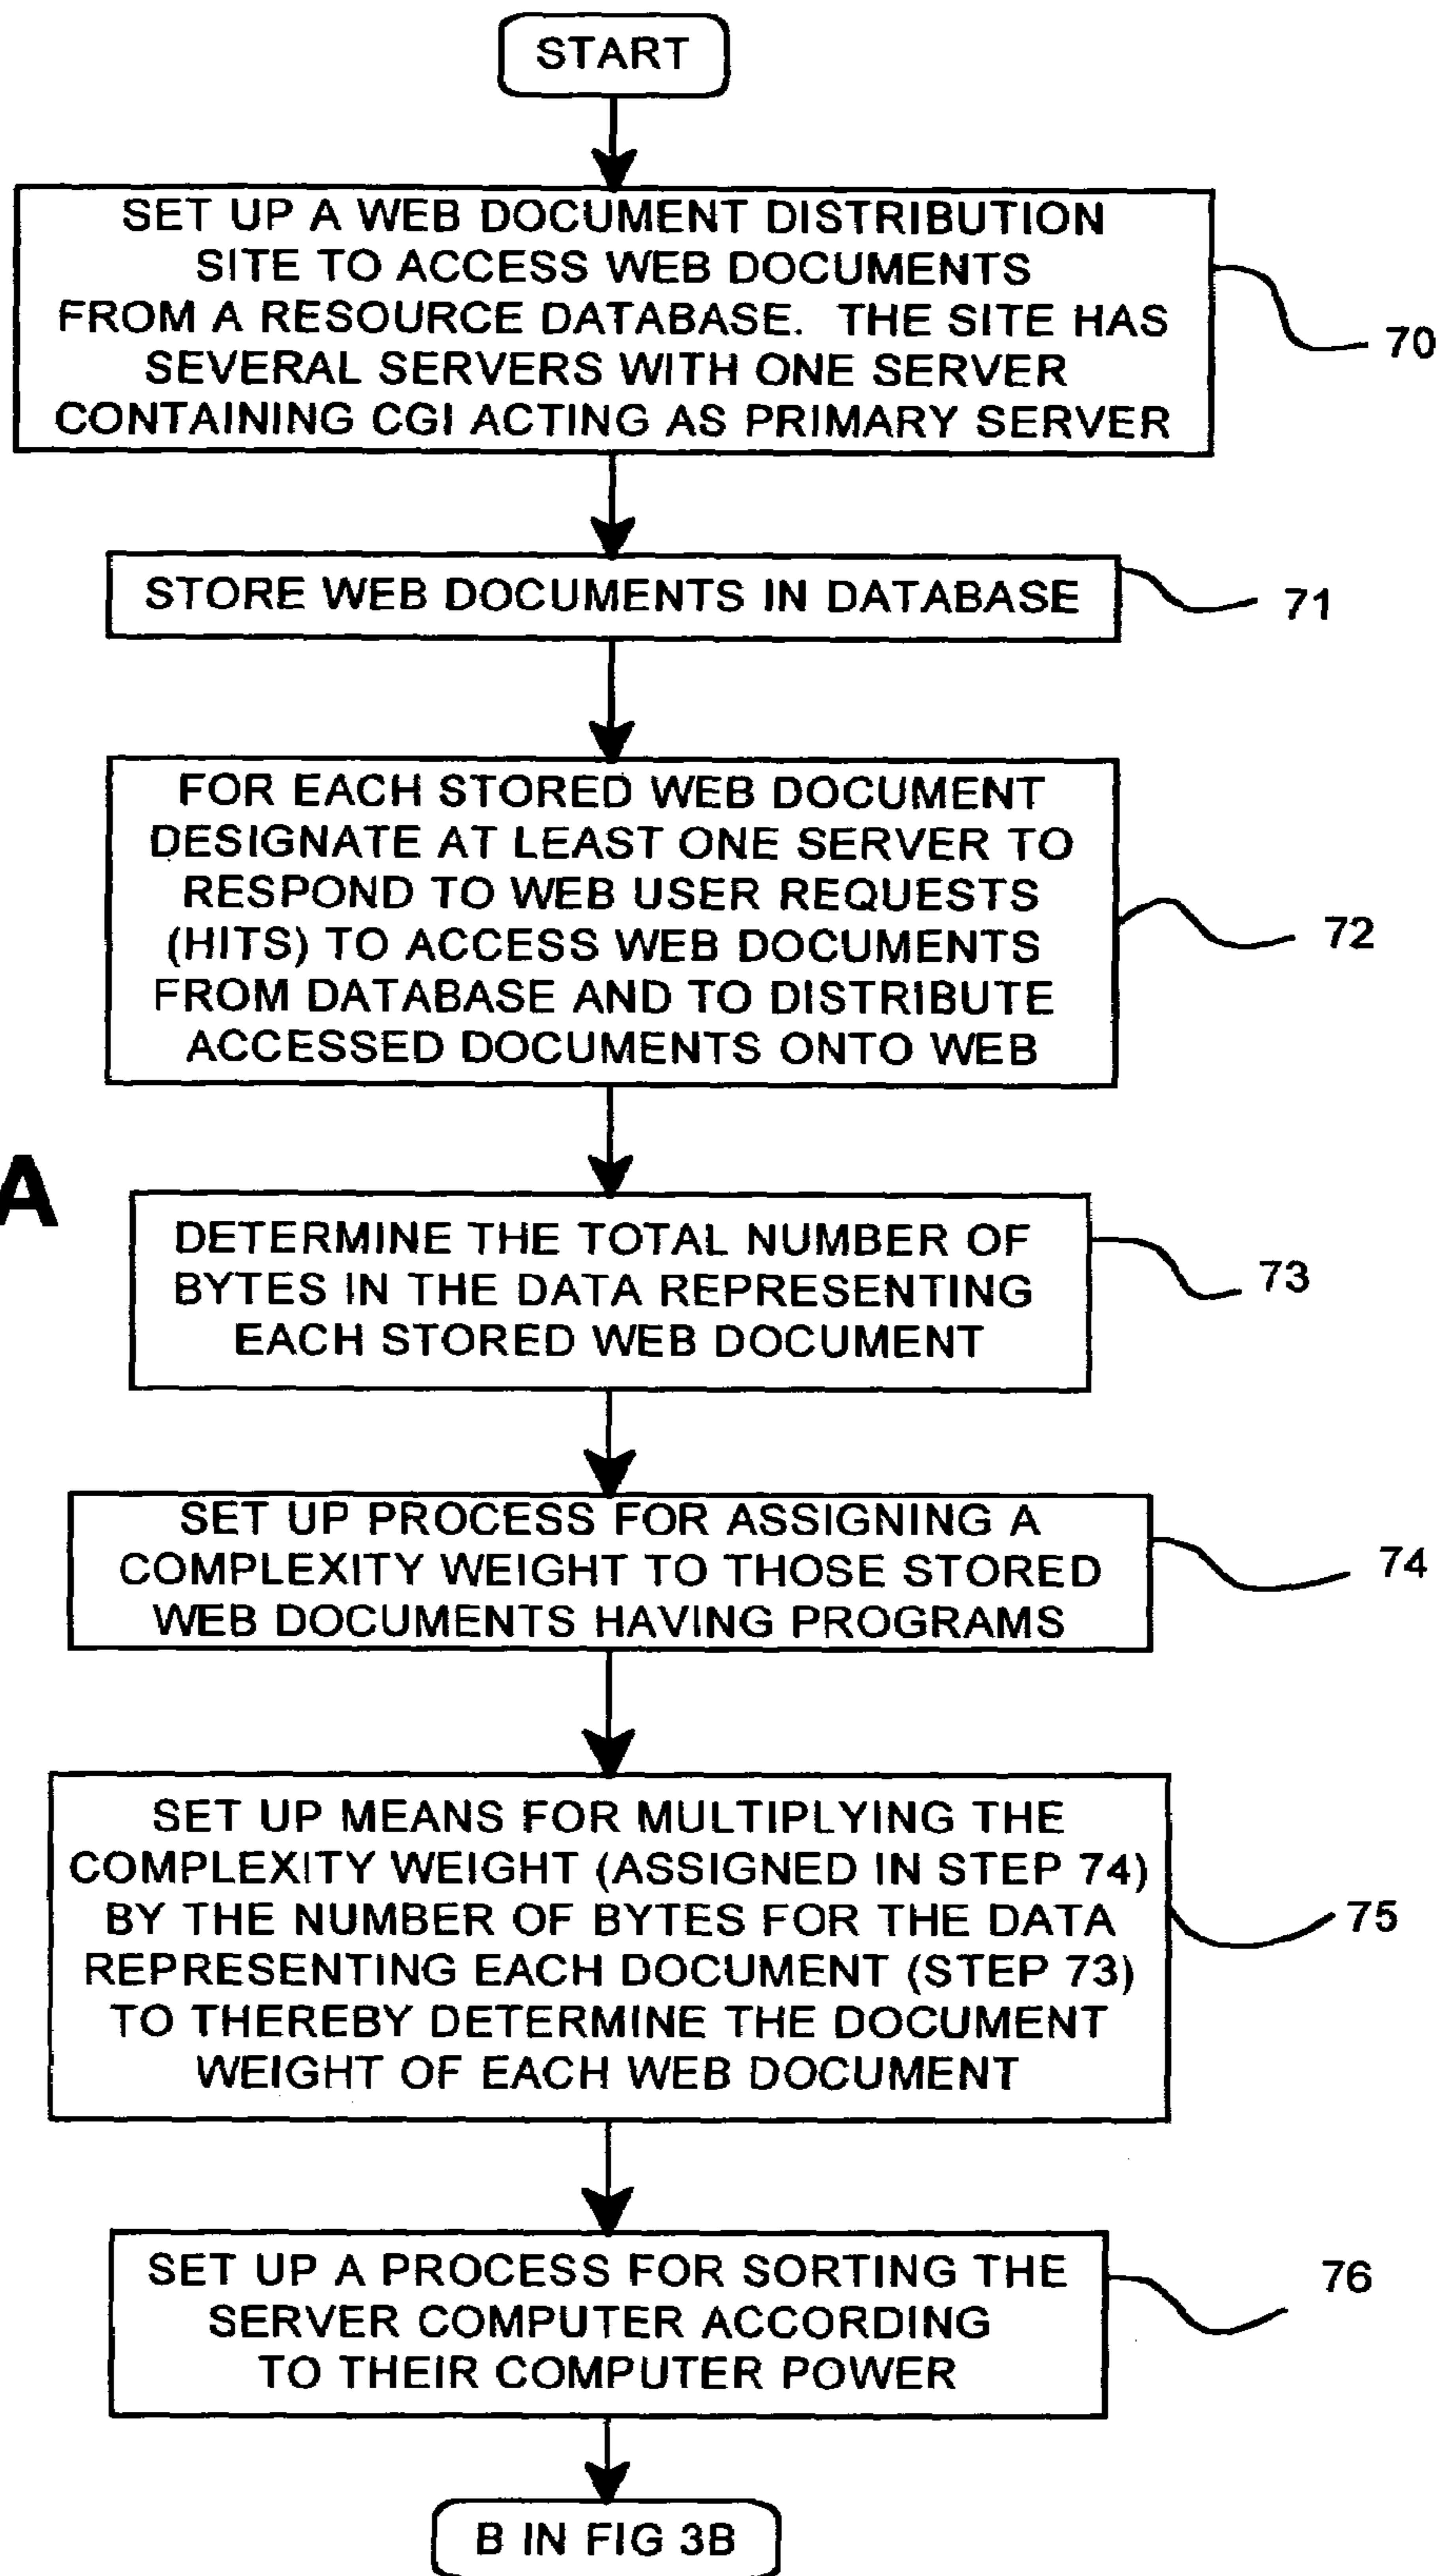 START
SET UP A WEB DOCUMENT DISTRIBUTION
SITE TO ACCESS WEB DOCUMENTS
FROM A RESOURCE DATABASE. THE SITE HAS
SEVERAL SERVERS WITH ONE SERVER
CONTAINING CGI ACTING AS PRIMARY SERVER
70
STORE WEB DOCUMENTS IN DATABASE
71
FOR EACH STORED WEB DOCUMENT
DESIGNATE AT LEAST ONE SERVER TO
RESPOND TO WEB USER REQUESTS
(HITS) TO ACCESS WEB DOCUMENTS
FROM DATABASE AND TO DISTRIBUTE
ACCESSED DOCUMENTS ONTO WEB
72
A
DETERMINE THE TOTAL NUMBER OF
BYTES IN THE DATA REPRESENTING
EACH STORED WEB DOCUMENT
73
SET UP PROCESS FOR ASSIGNING A
COMPLEXITY WEIGHT TO THOSE STORED
WEB DOCUMENTS HAVING PROGRAMS
74
SET UP MEANS FOR MULTIPLYING THE
COMPLEXITY WEIGHT (ASSIGNED IN STEP 74)
BY THE NUMBER OF BYTES FOR THE DATA
REPRESENTING EACH DOCUMENT (STEP 73)
TO THEREBY DETERMINE THE DOCUMENT
WEIGHT OF EACH WEB DOCUMENT
75
SET UP A PROCESS FOR SORTING THE
SERVER COMPUTER ACCORDING
TO THEIR COMPUTER POWER
76
B IN FIG 3B